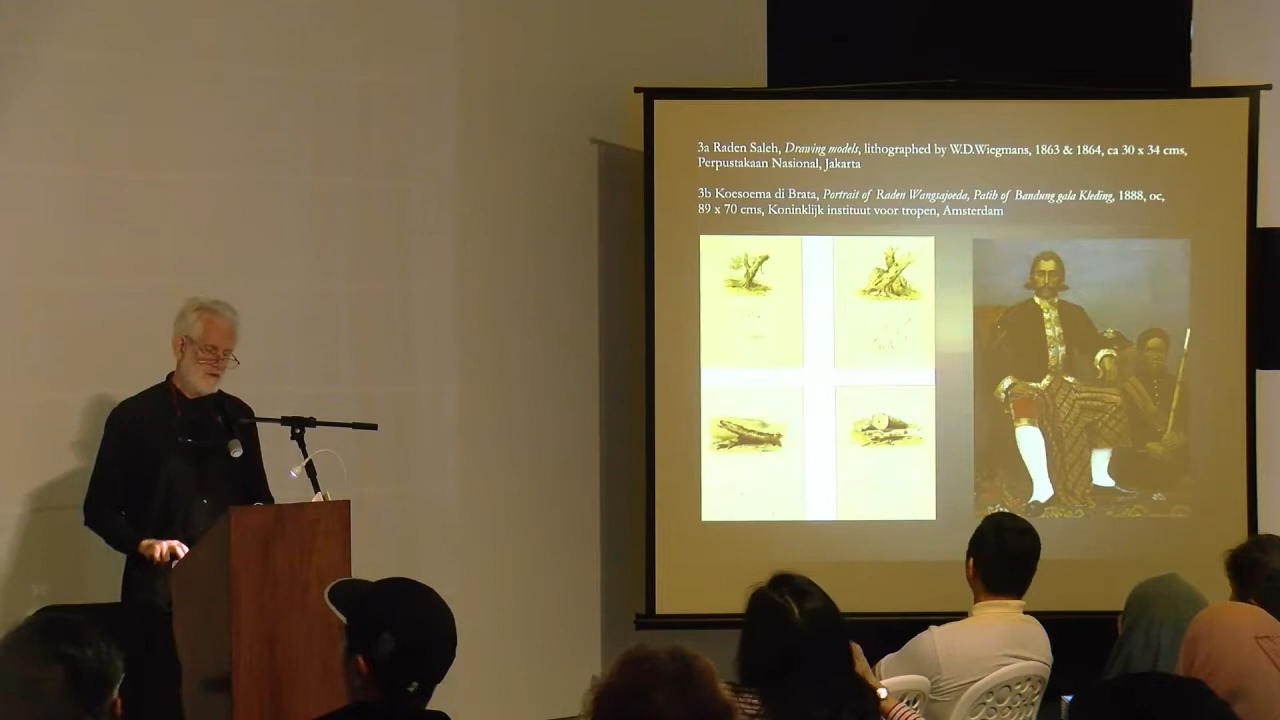 3a Raden Saleh, Drawing models, lithographed by W.D.Wiegmans, 1863 & 1864, ca 30 x 34 cms,
Perpustakaan Nasional, Jakarta
3b Koesoema di Brata, Portrait of Raden Wangsajoeda, Patih of Bandung gala Kleding, 1888, oc,
89 x 70 cms, Koninklijk instituut voor tropen, Amsterdam